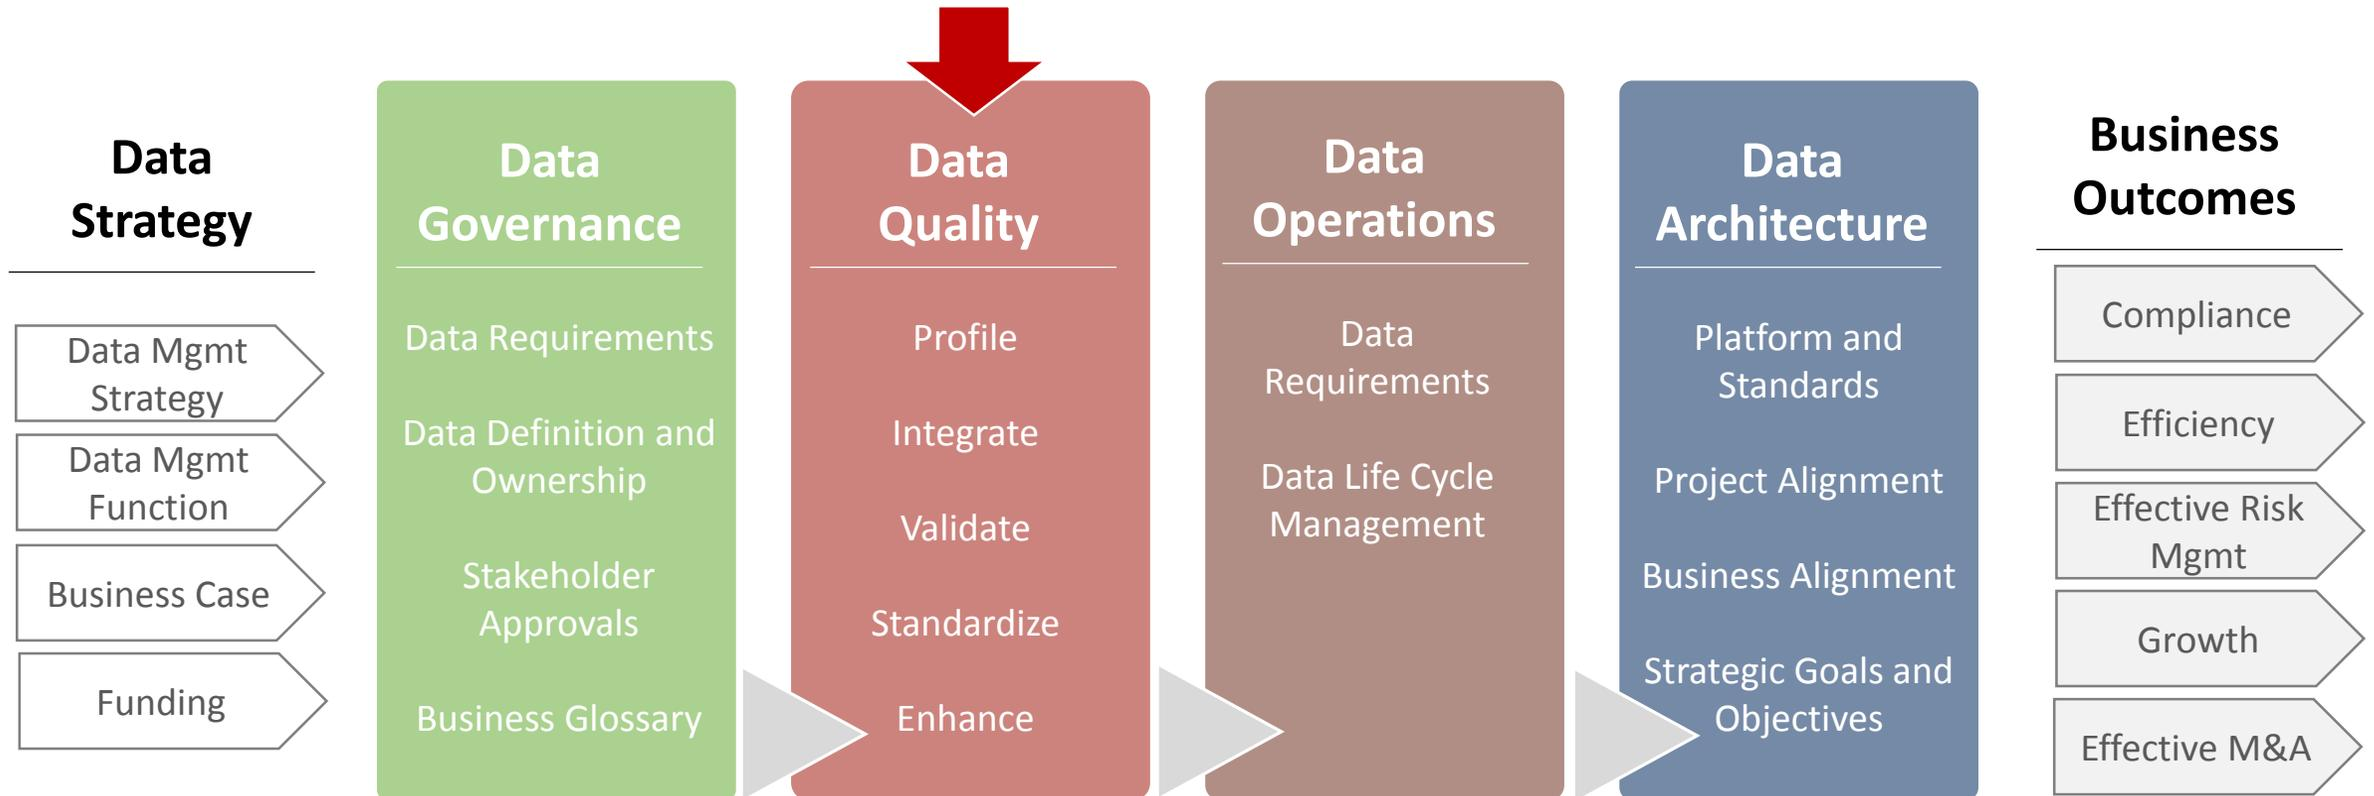 Data
Strategy
Data Mgmt
Strategy
Data Mgmt
Function
Business Case
Funding
Data
Governance
Data Requirements
Data Definition and
Ownership
Stakeholder
Approvals
Business Glossary
Data
Quality
Profile
Integrate
Validate
Standardize
Enhance
Data
Operations
Data
Requirements
Data Life Cycle
Management
Data
Architecture
Platform and
Standards
Project Alignment
Business Alignment
Strategic Goals and
Objectives
Business
Outcomes
Compliance
Efficiency
Effective Risk
Mgmt
Growth
Effective M&A